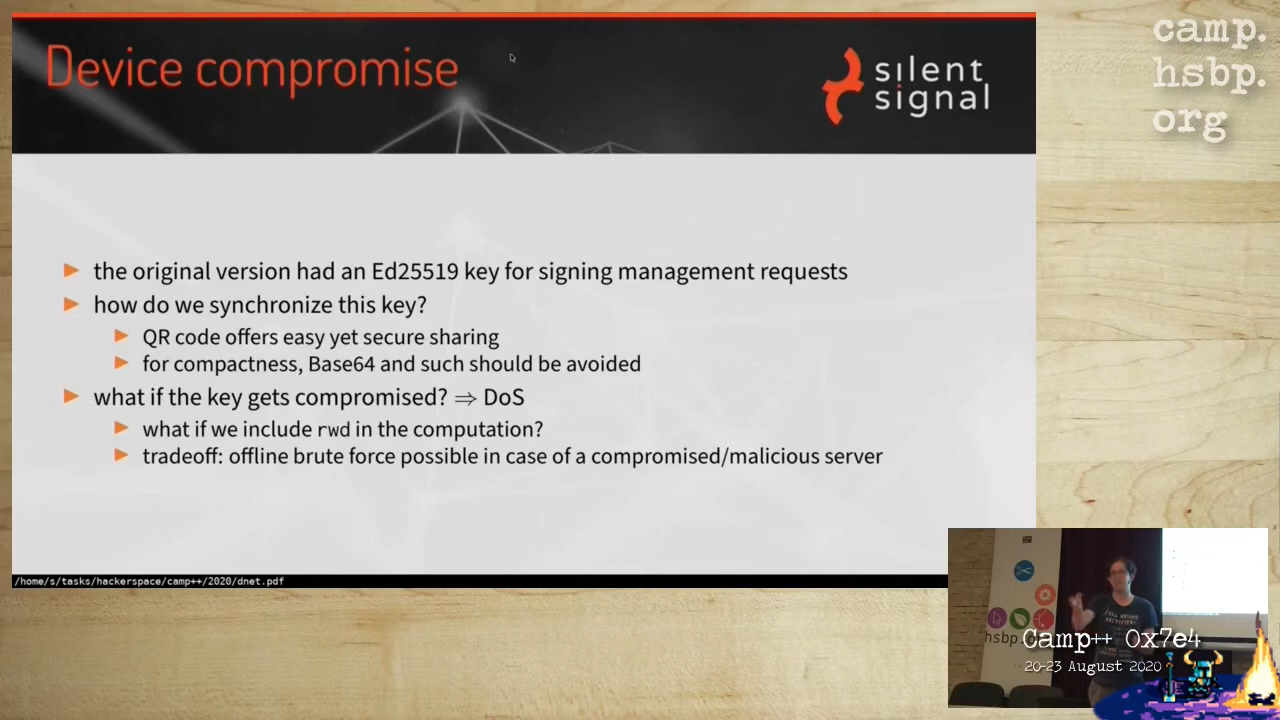 Device compromise
silent
signal
camp.
hsbp.
org
the original version had an Ed25519 key for signing management requests
how do we synchronize this key?
QR code offers easy yet secure sharing
for compactness, Base64 and such should be avoided
what if the key gets compromised? ⇒ DoS
what if we include rwd in the computation?
tradeoff: offline brute force possible in case of a compromised/malicious server
/home/s/tasks/hackerspace/camp++/2020/dnet.pdf
Camp++ 0x7e4
20-23 August 2020